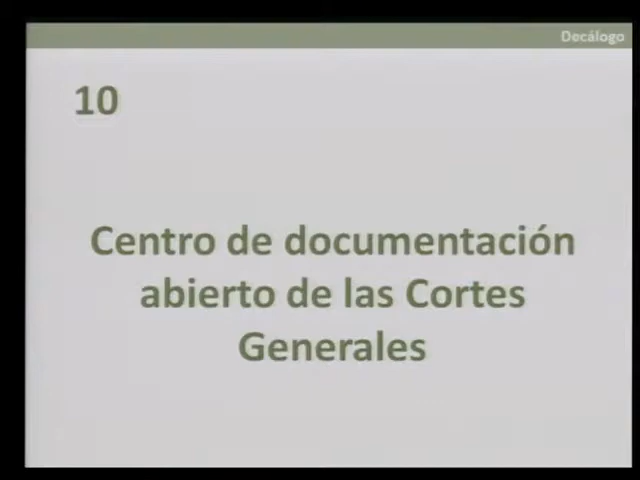 Decálogo
10
Centro de documentación
abierto de las Cortes
Generales